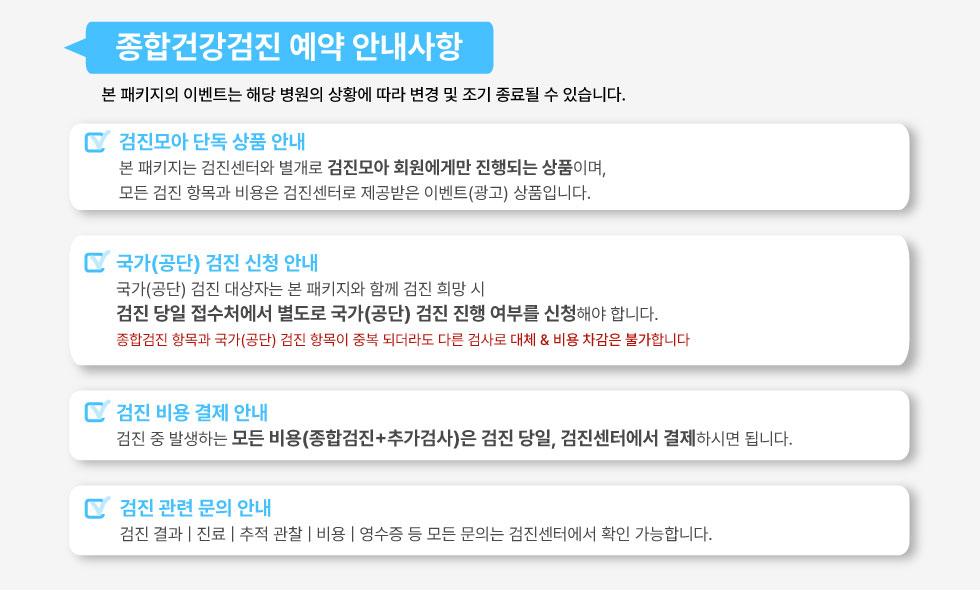 종합건강검진 예약 안내사항
본 패키지의 이벤트는 해당 병원의 상황에 따라 변경 및 조기 종료될 수 있습니다.
검진모아 단독 상품 안내
본 패키지는 검진센터와 별개로 검진모아 회원에게만 진행되는 상품이며,
모든 검진 항목과 비용은 검진센터로 제공받은 이벤트(광고) 상품입니다.
국가(공단) 검진 신청 안내
국가(공단) 검진 대상자는 본 패키지와 함께 검진 희망 시
검진 당일 접수처에서 별도로 국가(공단) 검진 진행 여부를 신청해야 합니다.
종합검진 항목과 국가(공단) 검진 항목이 중복 되더라도 다른 검사로 대체 & 비용 차감은 불가합니다
검진 비용 결제 안내
검진 중 발생하는 모든 비용(종합검진+추가검사)은 검진 당일, 검진센터에서 결제하시면 됩니다.
검진 관련 문의 안내
검진 결과 | 진료 | 추적 관찰 | 비용 | 영수증 등 모든 문의는 검진센터에서 확인 가능합니다.